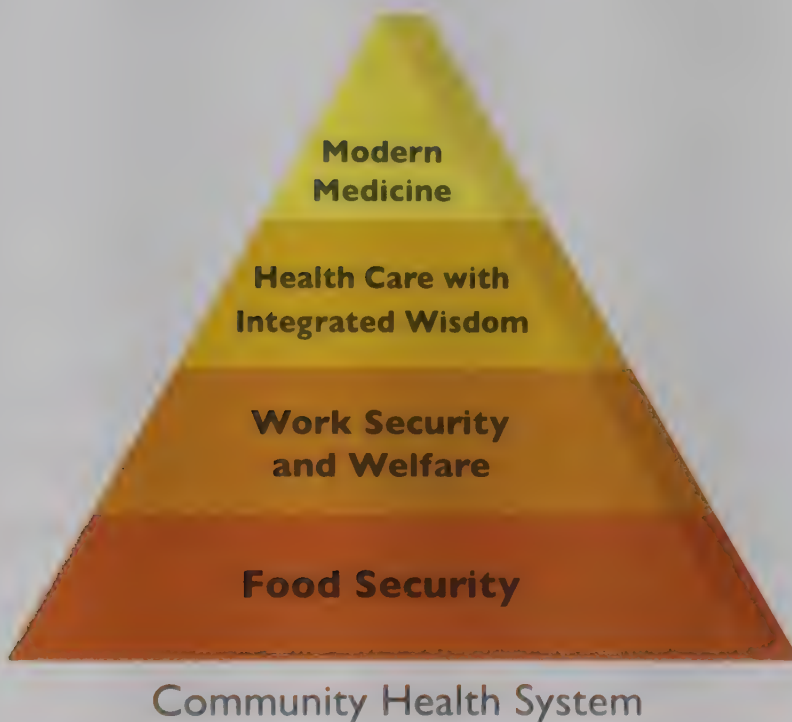 Modern
Medicine
Health Care with
Integrated Wisdom
Work Security
and Welfare
Food Security
Community Health System